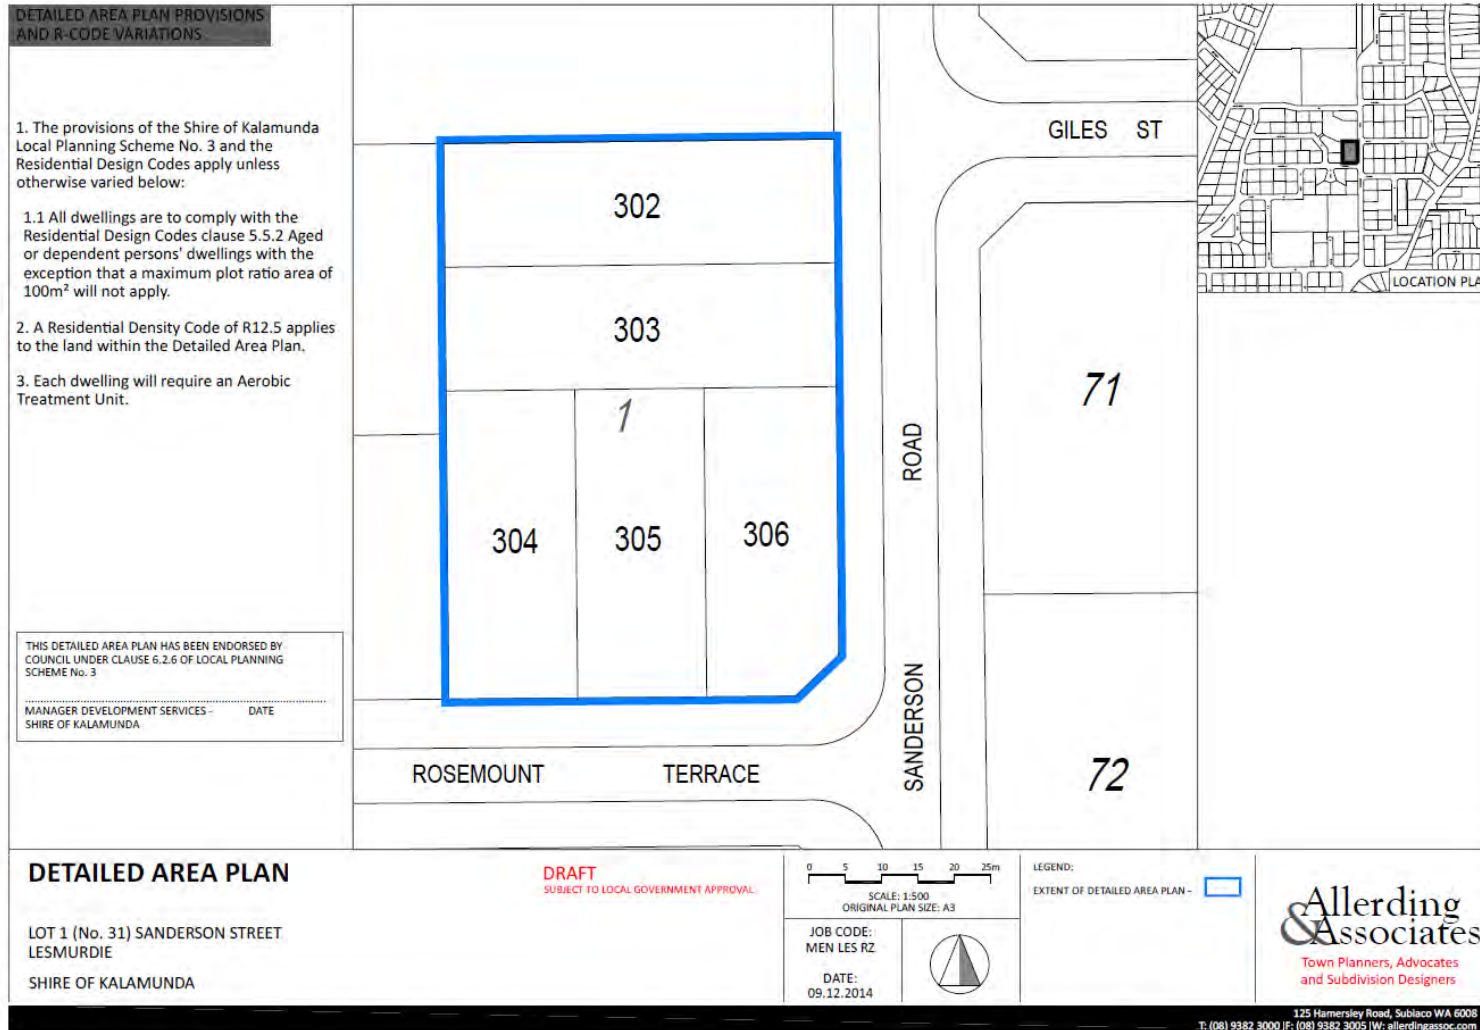 DETAILED AREA PLAN PROVISIONS
AND R-CODE VARIATIONS
1. The provisions of the Shire of Kalamunda
Local Planning Scheme No. 3 and the
Residential Design Codes apply unless
otherwise varied below:
1.1 All dwellings are to comply with the
Residential Design Codes clause 5.5.2 Aged
or dependent persons' dwellings with the
exception that a maximum plot ratio area of
100m² will not apply.
2. A Residential Density Code of R12.5 applies
to the land within the Detailed Area Plan.
3. Each dwelling will require an Aerobic
Treatment Unit.
THIS DETAILED AREA PLAN HAS BEEN ENDORSED BY
COUNCIL UNDER CLAUSE 6.2.6 OF LOCAL PLANNING
SCHEME No. 3
MANAGER DEVELOPMENT SERVICES - DATE
SHIRE OF KALAMUNDA
302
303
1
304
305
306
GILES ST
ROAD
SANDERSON
71
72
ROSEMOUNT TERRACE
LOCATION PLA
DETAILED AREA PLAN
LOT 1 (No. 31) SANDERSON STREET
LESMURDIE
SHIRE OF KALAMUNDA
DRAFT
SUBJECT TO LOCAL GOVERNMENT APPROVAL
0 5 10 15 20 25m
SCALE: 1:500
ORIGINAL PLAN SIZE: A3
JOB CODE:
MEN LES RZ
DATE:
09.12.2014
LEGEND:
EXTENT OF DETAILED AREA PLAN -
Allerding
& Associates
Town Planners, Advocates
and Subdivision Designers
125 Hamersley Road, Subiaco WA 6008
T: (08) 9382 3000 |F: (08) 9382 3005 |W: allerdingassoc.com